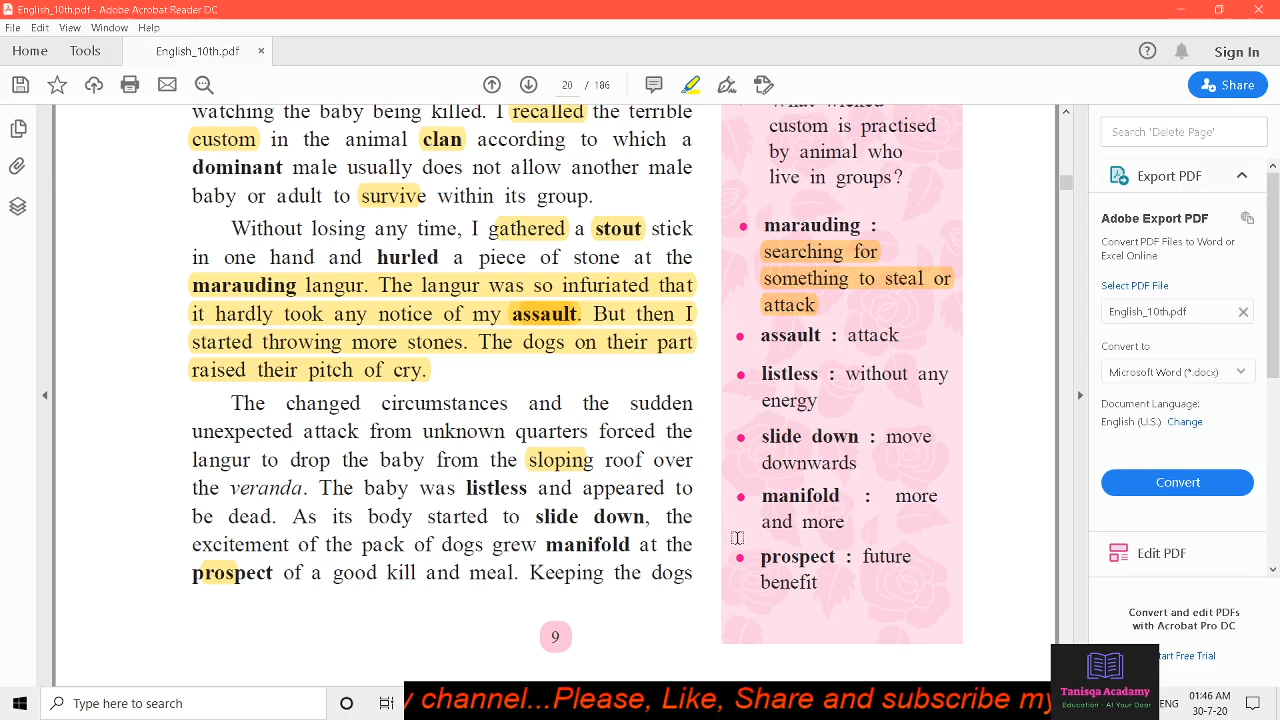 English_10th.pdf - Adobe Acrobat Reader DC
File Edit View Window Help
Home Tools English_10th.pdf × Sign In
20 / 186 Share
watching the baby being killed. I recalled the terrible
custom in the animal clan according to which a
dominant male usually does not allow another male
baby or adult to survive within its group.
Without losing any time, I gathered a stout stick
in one hand and hurled a piece of stone at the
marauding langur. The langur was so infuriated that
it hardly took any notice of my assault. But then I
started throwing more stones. The dogs on their part
raised their pitch of cry.
The changed circumstances and the sudden
unexpected attack from unknown quarters forced the
langur to drop the baby from the sloping roof over
the veranda. The baby was listless and appeared to
be dead. As its body started to slide down, the
excitement of the pack of dogs grew manifold at the
prospect of a good kill and meal. Keeping the dogs
9
What wicked
custom is practised
by animal who
live in groups?
• marauding :
searching for
something to steal or
attack
• assault : attack
• listless : without any
energy
• slide down : move
downwards
• manifold : more
and more
• prospect : future
benefit
Search 'Delete Page'
Export PDF
Adobe Export PDF
Convert PDF Files to Word or
Excel Online
Select PDF File
English_10th.pdf
Convert to
Microsoft Word (*.docx)
Document Language:
English (U.S.) Change
Convert
Edit PDF
Convert and edit PDFs
with Acrobat Pro DC
Start Free Trial
Tanisqa Academy
Education - At Your Door
Type here to search
y channel...Please, Like, Share and subscribe my
ENG
01:46 AM
30-7-20